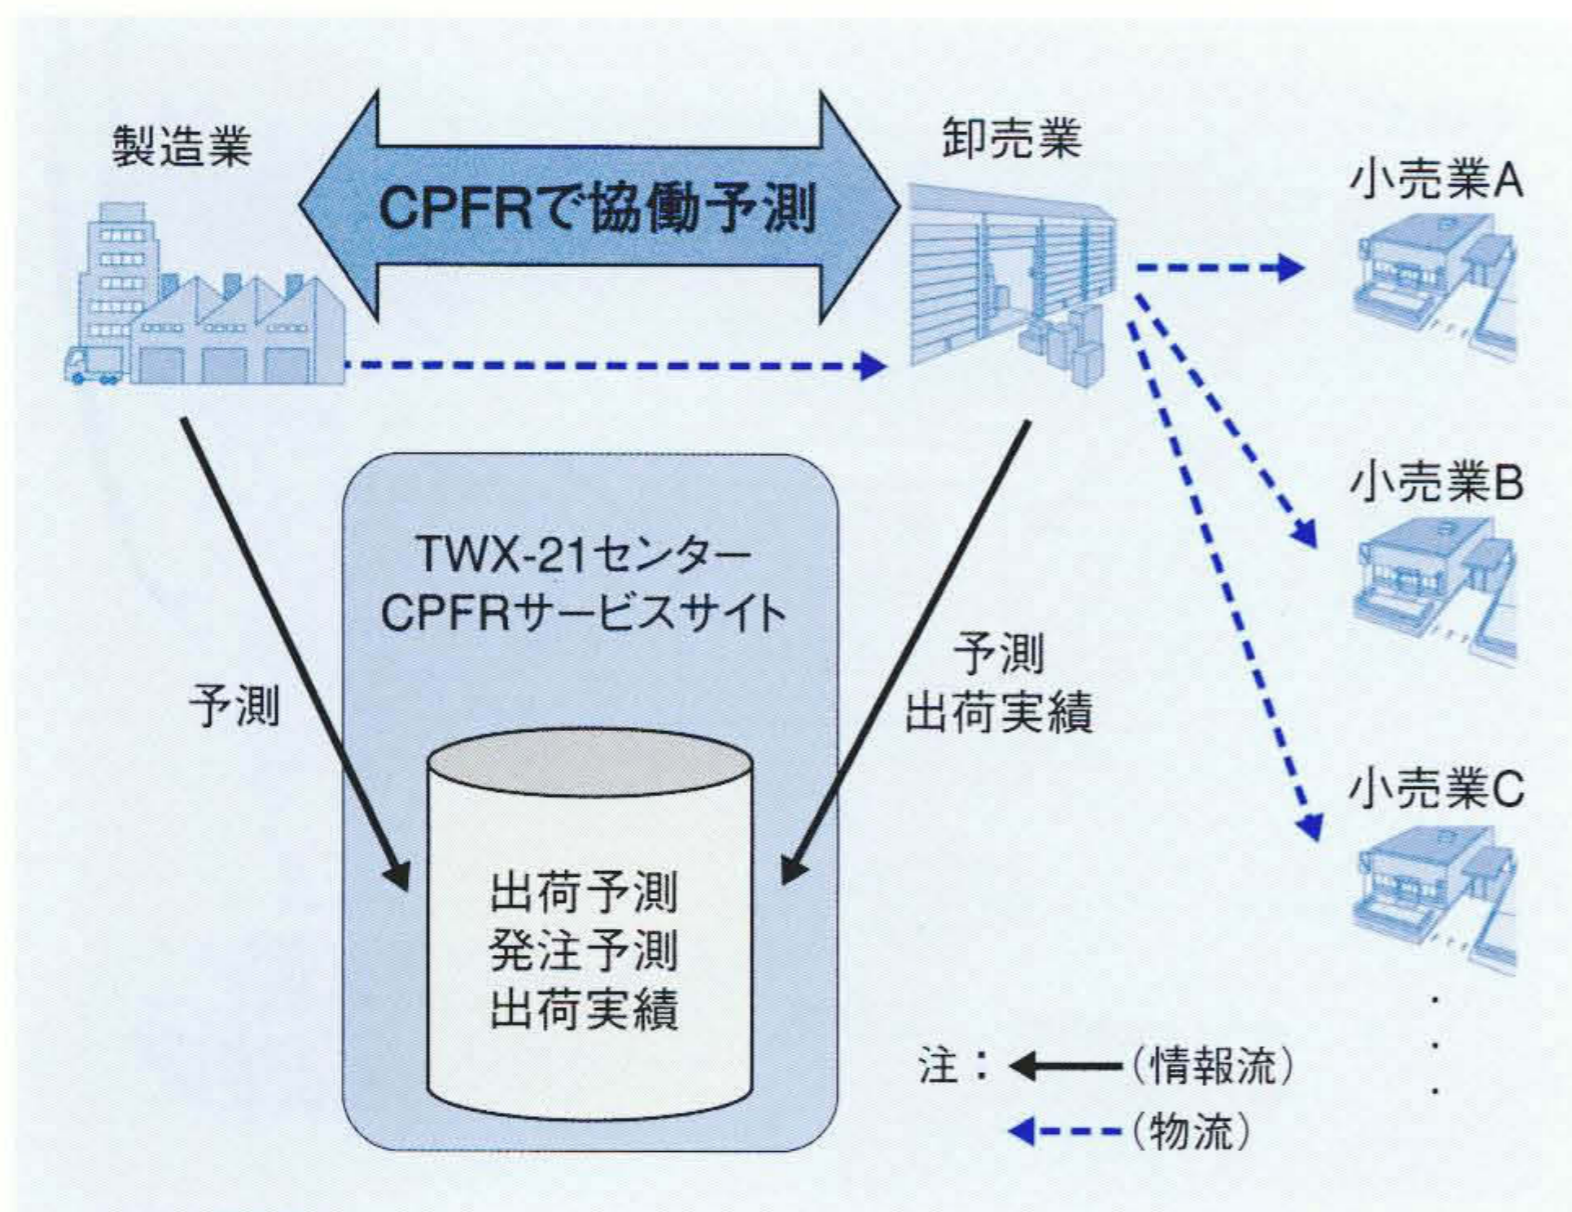 製造業
CPFRで協働予測
卸売業
小売業A
小売業B
小売業C
TWX-21センター
CPFRサービスサイト
予測
予測
出荷実績
出荷予測
発注予測
出荷実績
注：
（情報流）
（物流）